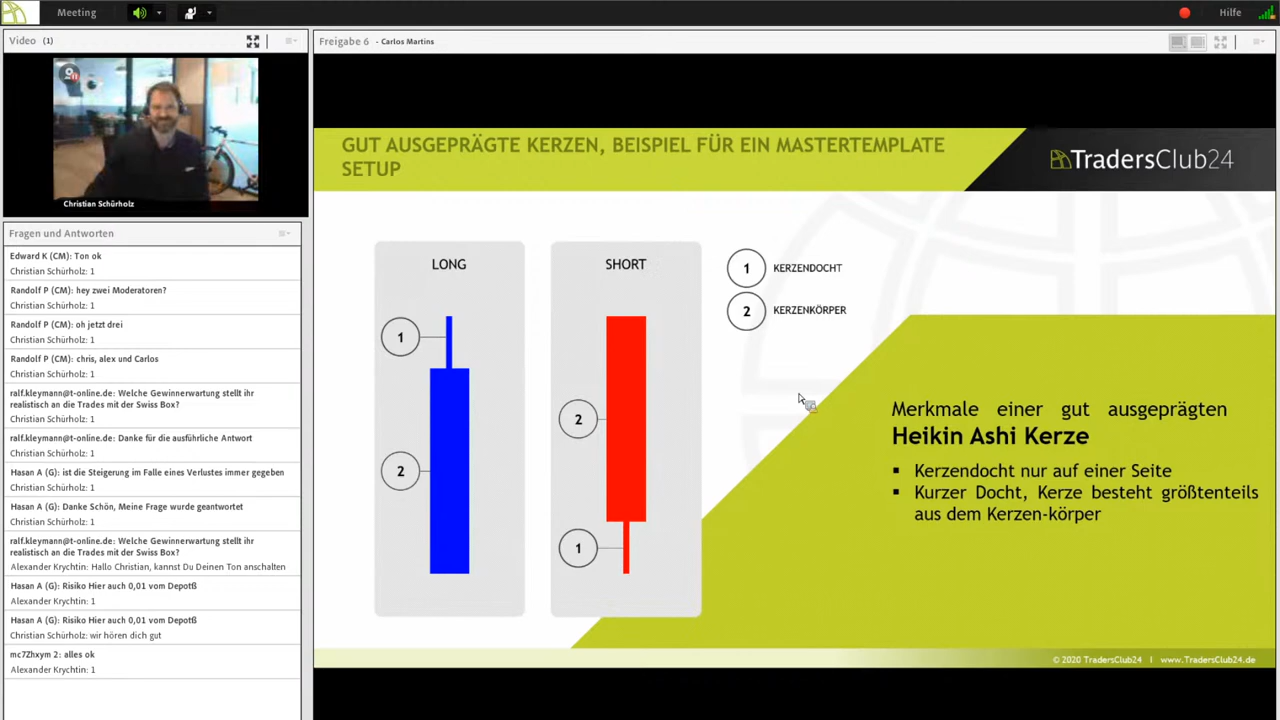 Meeting
Hilfe
Video (1)
Christian Schürholz
Fragen und Antworten
Edward K (CM): Ton ok
Christian Schürholz: 1
Randolf P (CM): hey zwei Moderatoren?
Christian Schürholz: 1
Randolf P (CM): oh jetzt drei
Christian Schürholz: 1
Randolf P (CM): chris, alex und Carlos
Christian Schürholz: 1
ralf.kleymann@t-online.de: Welche Gewinnerwartung stellt ihr
realistisch an die Trades mit der Swiss Box?
Christian Schürholz: 1
ralf.kleymann@t-online.de: Danke für die ausführliche Antwort
Christian Schürholz: 1
Hasan A (G): ist die Steigerung im Falle eines Verlustes immer gegeben
Christian Schürholz: 1
Hasan A (G): Danke Schön, Meine Frage wurde geantwortet
Christian Schürholz: 1
ralf.kleymann@t-online.de: Welche Gewinnerwartung stellt ihr
realistisch an die Trades mit der Swiss Box?
Alexander Krychtin: Hallo Christian, kannst Du Deinen Ton anschalten
Hasan A (G): Risiko Hier auch 0,01 vom Depotß
Alexander Krychtin: 1
Hasan A (G): Risiko Hier auch 0,01 vom Depotß
Christian Schürholz: wir hören dich gut
mc7Zhxym 2: alles ok
Alexander Krychtin: 1
Freigabe 6 - Carlos Martins
GUT AUSGEPRÄGTE KERZEN, BEISPIEL FÜR EIN MASTERTEMPLATE
SETUP
TradersClub24
LONG
1
2
SHORT
2
1
1 KERZENDOCHT
2 KERZENKÖRPER
Merkmale einer gut ausgeprägten
Heikin Ashi Kerze
▪ Kerzendocht nur auf einer Seite
▪ Kurzer Docht, Kerze besteht größtenteils
aus dem Kerzen-körper
© 2020 TradersClub24 I www.TradersClub24.de